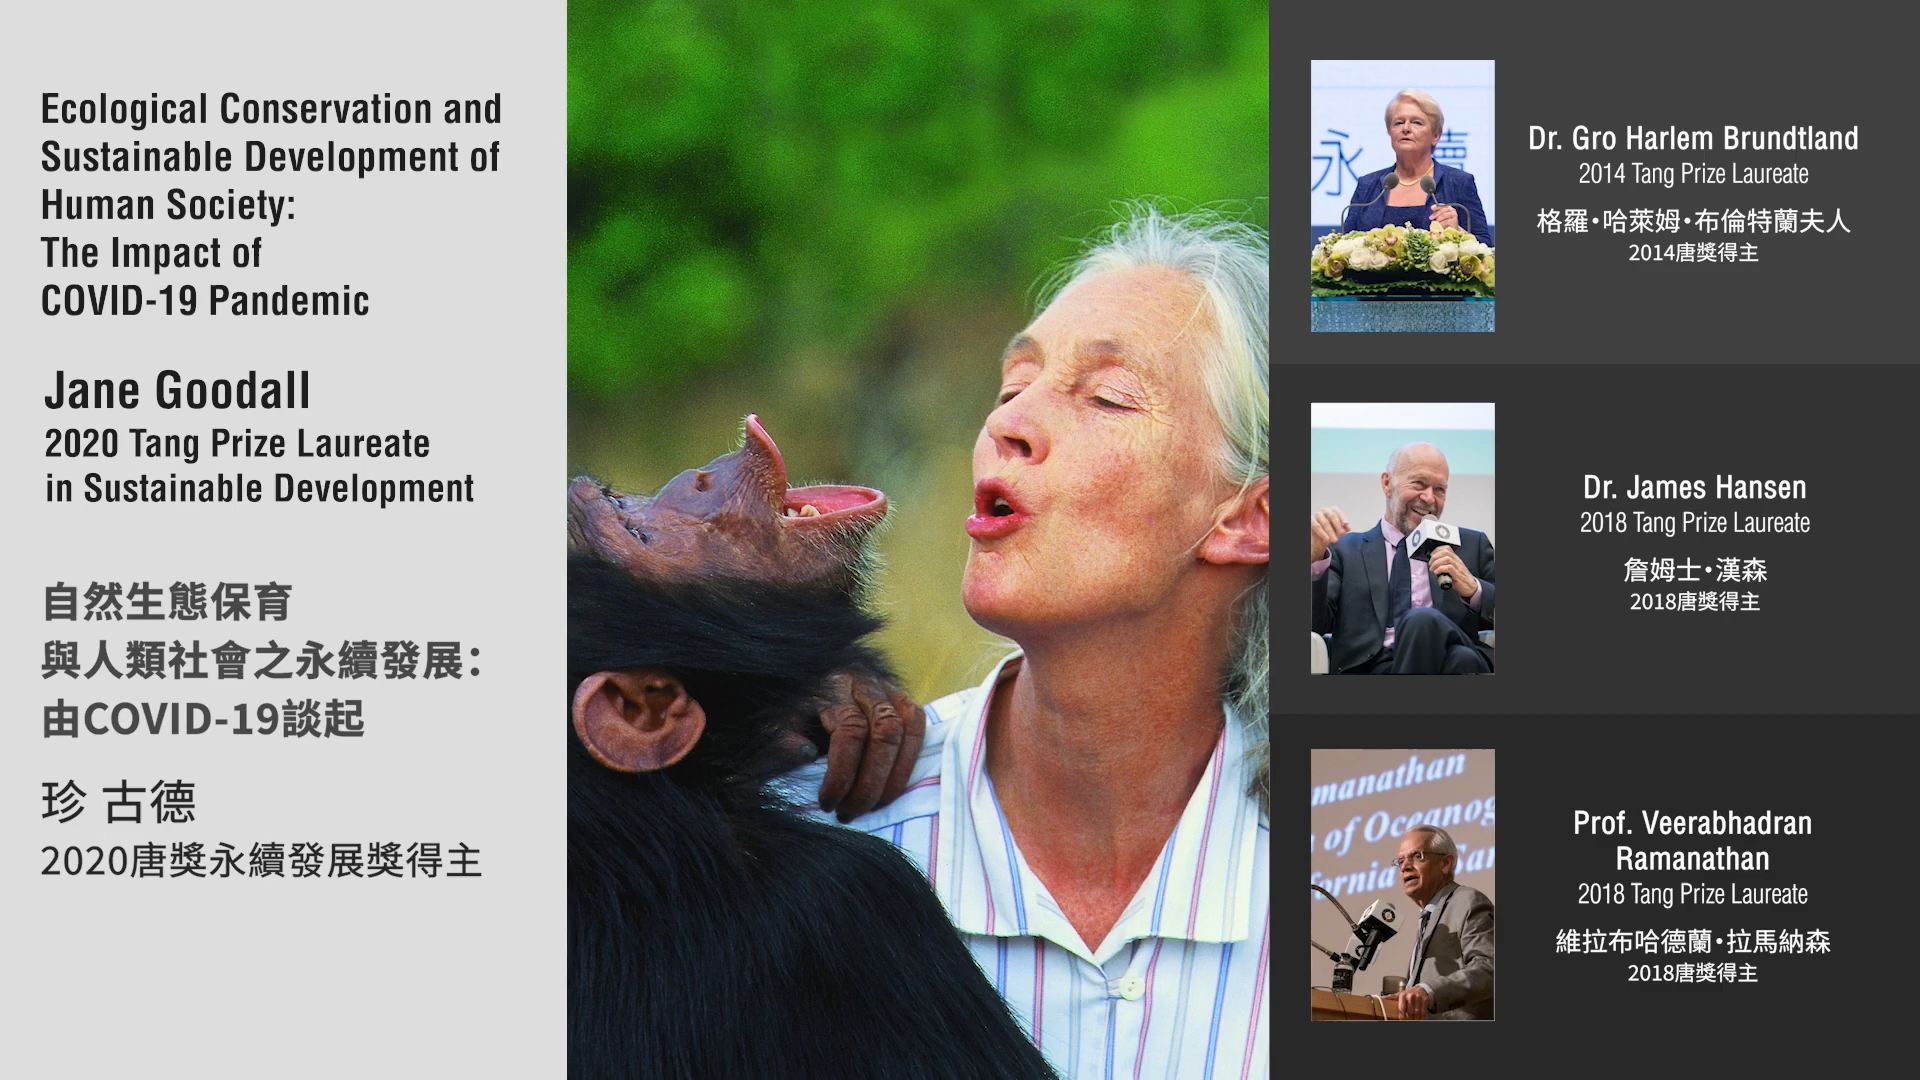 Ecological Conservation and
Sustainable Development of
Human Society:
The Impact of
COVID-19 Pandemic
Jane Goodall
2020 Tang Prize Laureate
in Sustainable Development
自然生態保育
與人類社會之永續發展：
由COVID-19談起
珍 古德
2020唐獎永續發展獎得主
永續
Dr. Gro Harlem Brundtland
2014 Tang Prize Laureate
格羅・哈萊姆・布倫特蘭夫人
2014唐獎得主
Dr. James Hansen
2018 Tang Prize Laureate
詹姆士・漢森
2018唐獎得主
manathan
of Oceanog
fornia San
Prof. Veerabhadran
Ramanathan
2018 Tang Prize Laureate
維拉布哈德蘭・拉馬納森
2018唐獎得主